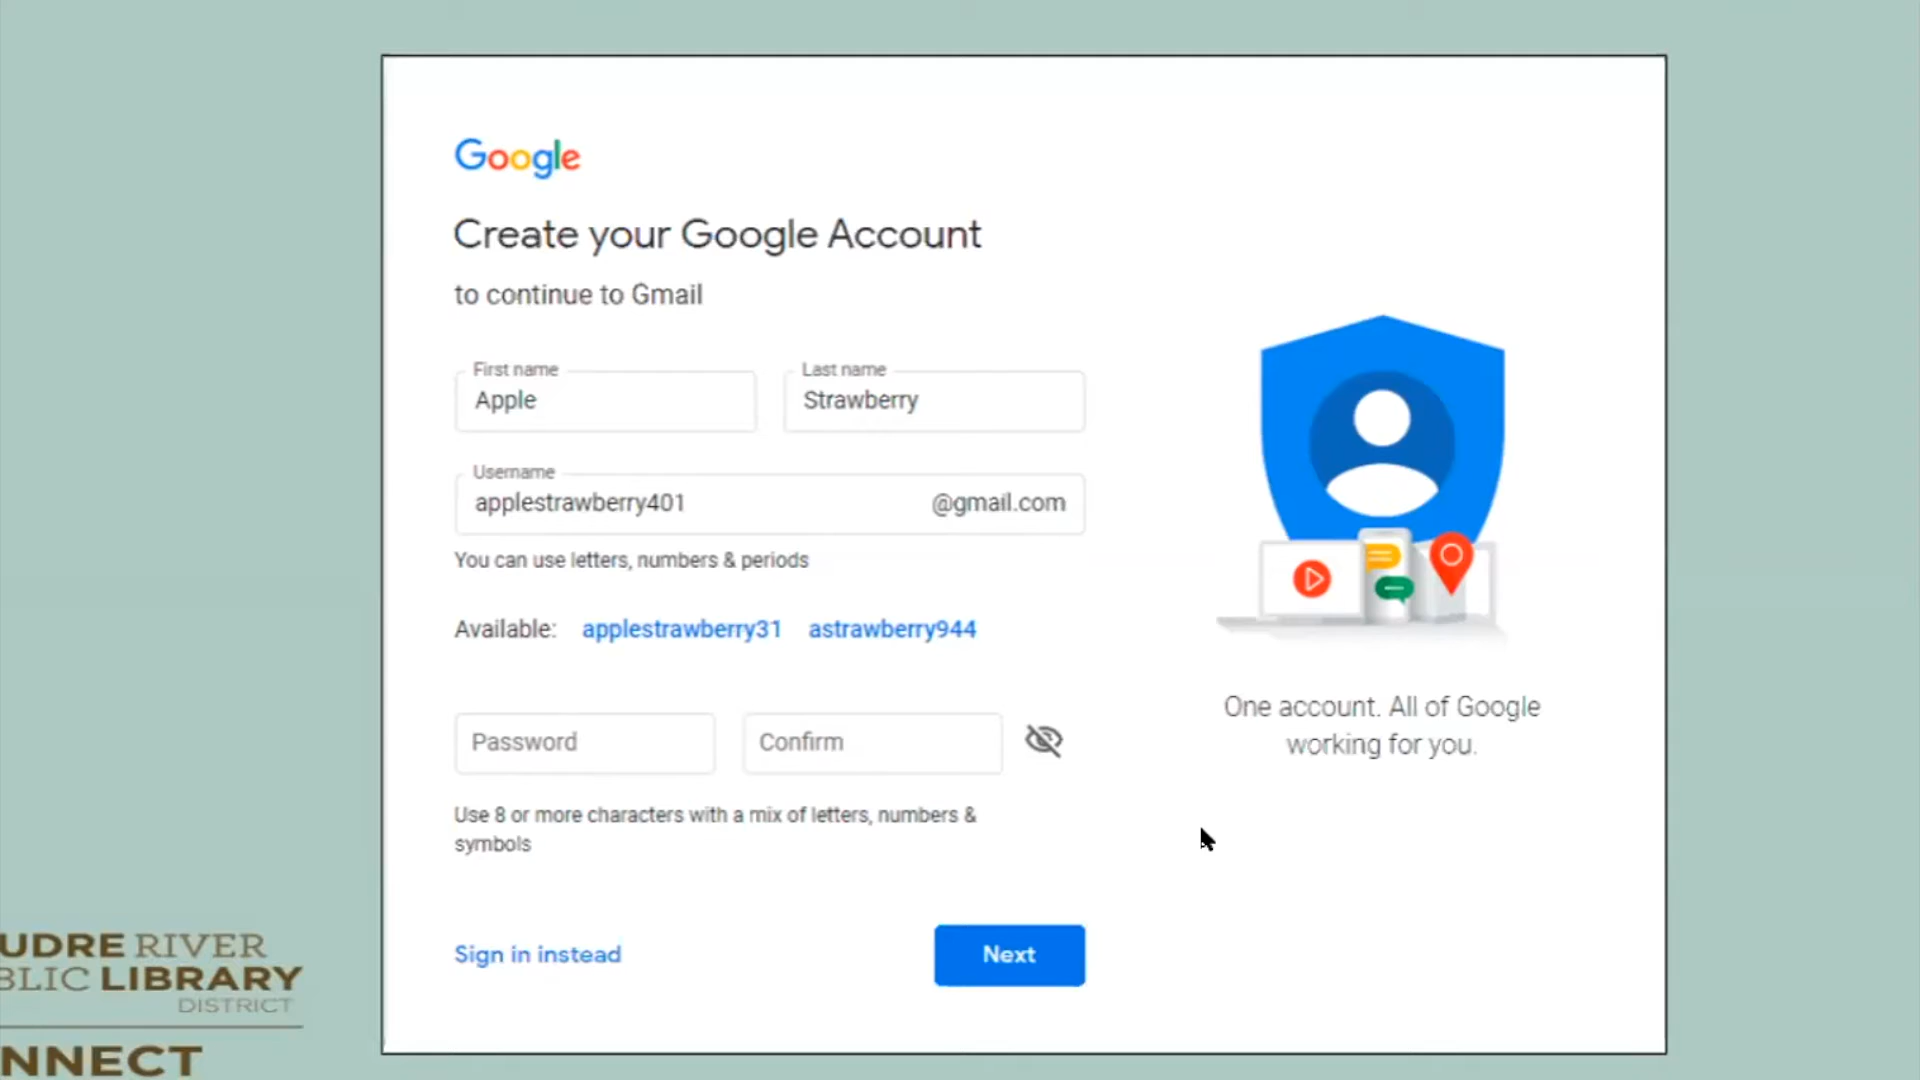 Google
Create your Google Account
to continue to Gmail
First name
Last name
Apple
Strawberry
Username
applestrawberry401
@gmail.com
You can use letters, numbers & periods
Available: applestrawberry31 astrawberry944
Password
Confirm
Use 8 or more characters with a mix of letters, numbers &
symbols
Sign in instead
Next
One account. All of Google
working for you.
UDRE RIVER
BLIC LIBRARY
DISTRICT
NNECT